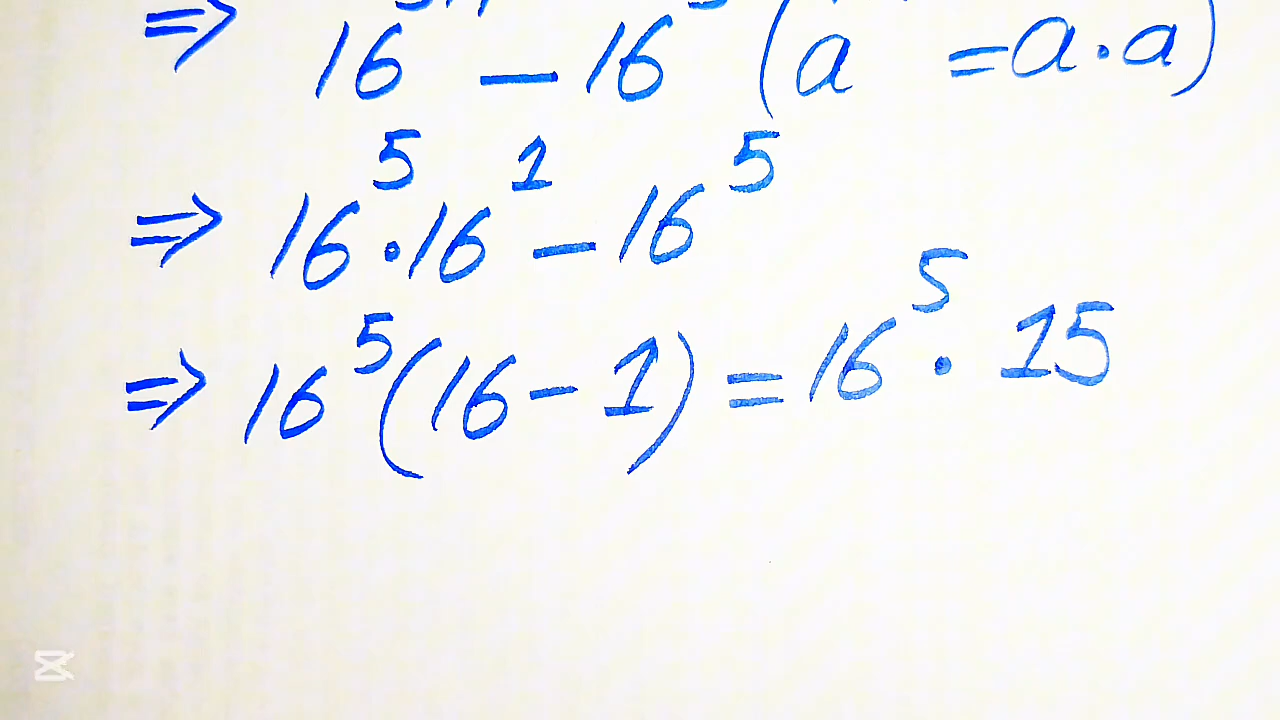 ⇒ 16 − 16 (a = a·a)
⇒ 16⁵·16¹ − 16⁵
⇒ 16⁵(16 − 1) = 16⁵ · 15